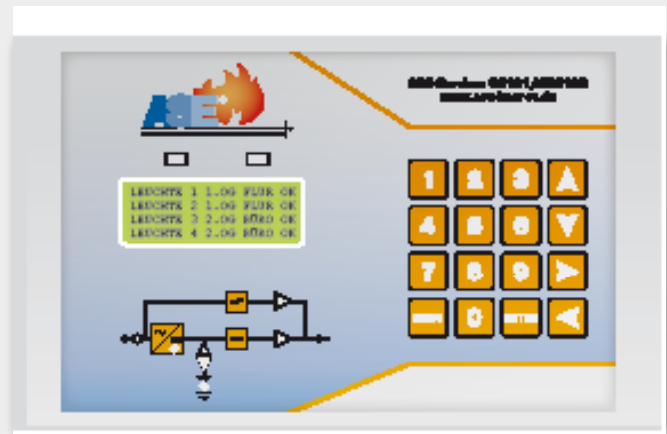 ASE
LEUCHTE 1 1.OG FLUR OK
LEUCHTE 2 1.OG FLUR OK
LEUCHTE 3 2.OG BÜRO OK
LEUCHTE 4 2.OG BÜRO OK
1 2 3
4 5 6
7 8 9
0